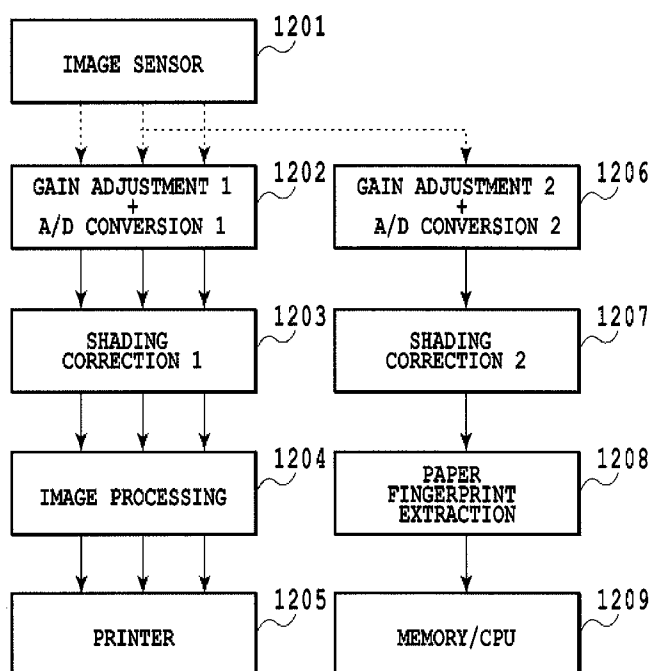 1201
IMAGE SENSOR
1202
GAIN ADJUSTMENT 1
+
A/D CONVERSION 1
1206
GAIN ADJUSTMENT 2
+
A/D CONVERSION 2
1203
SHADING
CORRECTION 1
1207
SHADING
CORRECTION 2
1204
IMAGE PROCESSING
1208
PAPER
FINGERPRINT
EXTRACTION
1205
PRINTER
1209
MEMORY/CPU